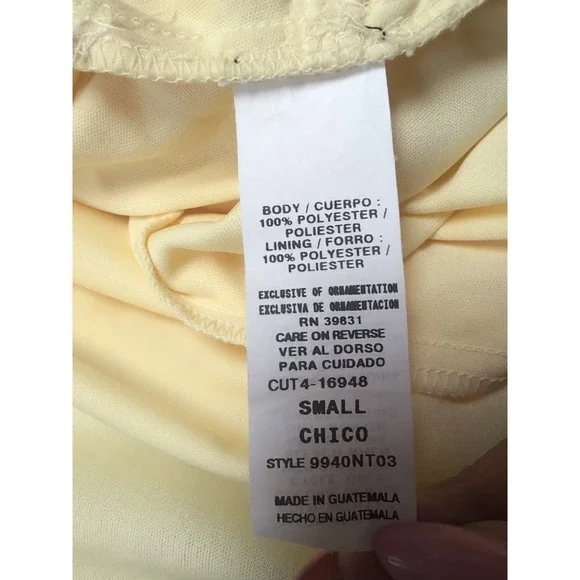 BODY / CUERPO :
100% POLYESTER /
POLIESTER
LINING / FORRO :
100% POLYESTER /
POLIESTER
EXCLUSIVE OF ORNAMENTATION
EXCLUSIVA DE ORNAMENTACION
RN 39831
CARE ON REVERSE
VER AL DORSO
PARA CUIDADO
CUT4-16948
SMALL
CHICO
STYLE 9940NT03
MADE IN GUATEMALA
HECHO EN GUATEMALA